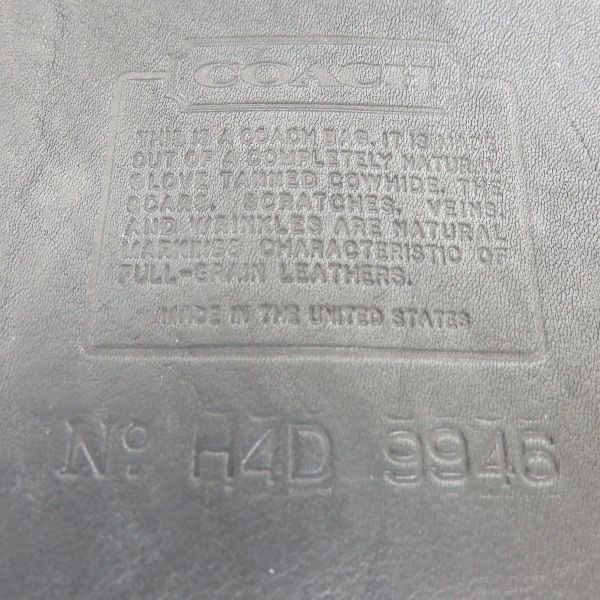 COACH
THIS IS A COACH BAG. IT IS MADE
OUT OF A COMPLETELY NATURAL
GLOVE TANNED COWHIDE, THE
SCARS, SCRATCHES, VEINS,
AND WRINKLES ARE NATURAL
MARKINGS CHARACTERISTIC OF
FULL-GRAIN LEATHERS.
MADE IN THE UNITED STATES
No H4D 9946